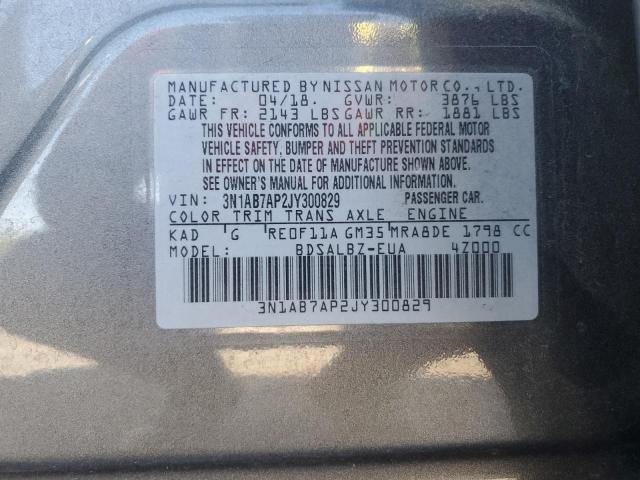 MANUFACTURED BY NISSAN MOTOR CO., LTD.
DATE: 04/18. GVWR: 3876 LBS
GAWR FR: 2143 LBS GAWR RR: 1881 LBS
THIS VEHICLE CONFORMS TO ALL APPLICABLE FEDERAL MOTOR
VEHICLE SAFETY, BUMPER AND THEFT PREVENTION STANDARDS
IN EFFECT ON THE DATE OF MANUFACTURE SHOWN ABOVE.
SEE OWNER'S MANUAL FOR ADDITIONAL INFORMATION.
VIN: 3N1AB7AP2JY300829 PASSENGER CAR.
COLOR TRIM TRANS AXLE ENGINE
KAD G RE0F11A GM35 MRA8DE 1798 CC
MODEL: BDSALBZ-EUA 4Z000
3N1AB7AP2JY300829